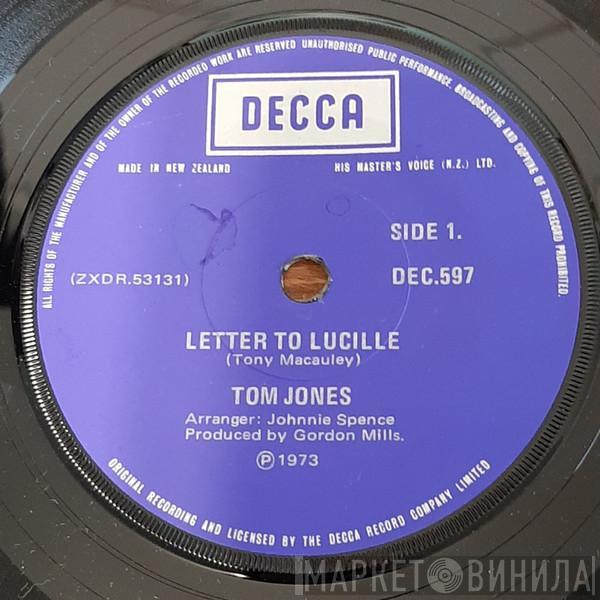 ALL RIGHTS OF THE MANUFACTURER AND OF THE OWNER OF THE RECORDED WORK ARE RESERVED UNAUTHORISED PUBLIC PERFORMANCE, BROADCASTING AND COPYING OF THIS RECORD PROHIBITED.
DECCA
MADE IN NEW ZEALAND
HIS MASTER'S VOICE (N.Z.) LTD.
SIDE 1.
(ZXDR.53131)
DEC.597
LETTER TO LUCILLE
(Tony Macauley)
TOM JONES
Arranger: Johnnie Spence
Produced by Gordon Mills.
Ⓟ 1973
ORIGINAL RECORDING AND LICENSED BY THE DECCA RECORD COMPANY LIMITED
МАРКЕТ ВИНИЛА